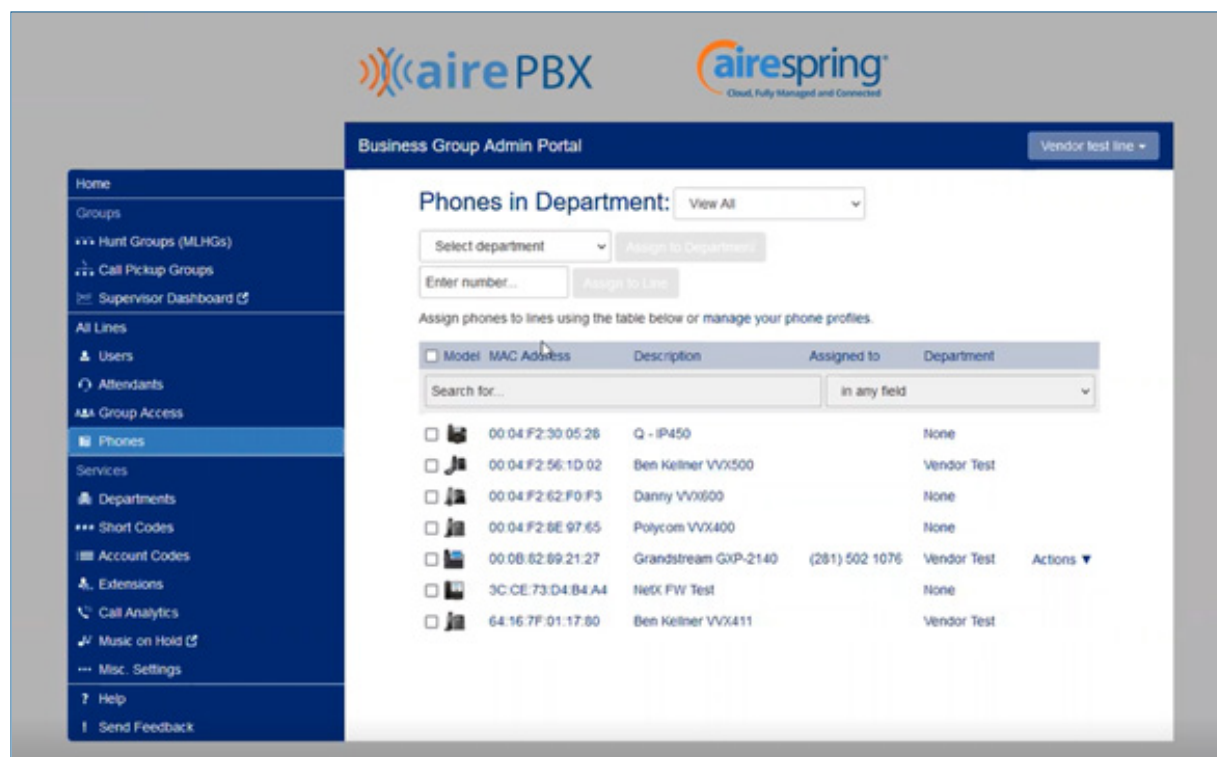 airePBX
airespring
Cloud, Fully Managed and Connected
Business Group Admin Portal
Vendor test line
Home
Groups
Hunt Groups (MLHGs)
Call Pickup Groups
Supervisor Dashboard
All Lines
Users
Attendants
Group Access
Phones
Services
Departments
Short Codes
Account Codes
Extensions
Call Analytics
Music on Hold
Misc. Settings
Help
Send Feedback
Phones in Department: View All
Select department Assign to Department
Enter number... Assign to Line
Assign phones to lines using the table below or manage your phone profiles.
Model MAC Address Description Assigned to Department
Search for... in any field
00:04:F2:30:05:26 Q - IP450 None
00:04:F2:56:1D:02 Ben Kellner VVX500 Vendor Test
00:04:F2:62:F0:F3 Danny VVX600 None
00:04:F2:8E:97:65 Polycom VVX400 None
00:0B:82:89:21:27 Grandstream GXP-2140 (281) 502 1076 Vendor Test Actions ▼
3C:CE:73:D4:B4:A4 NetX FW Test None
64:16:7F:01:17:80 Ben Kellner VVX411 Vendor Test